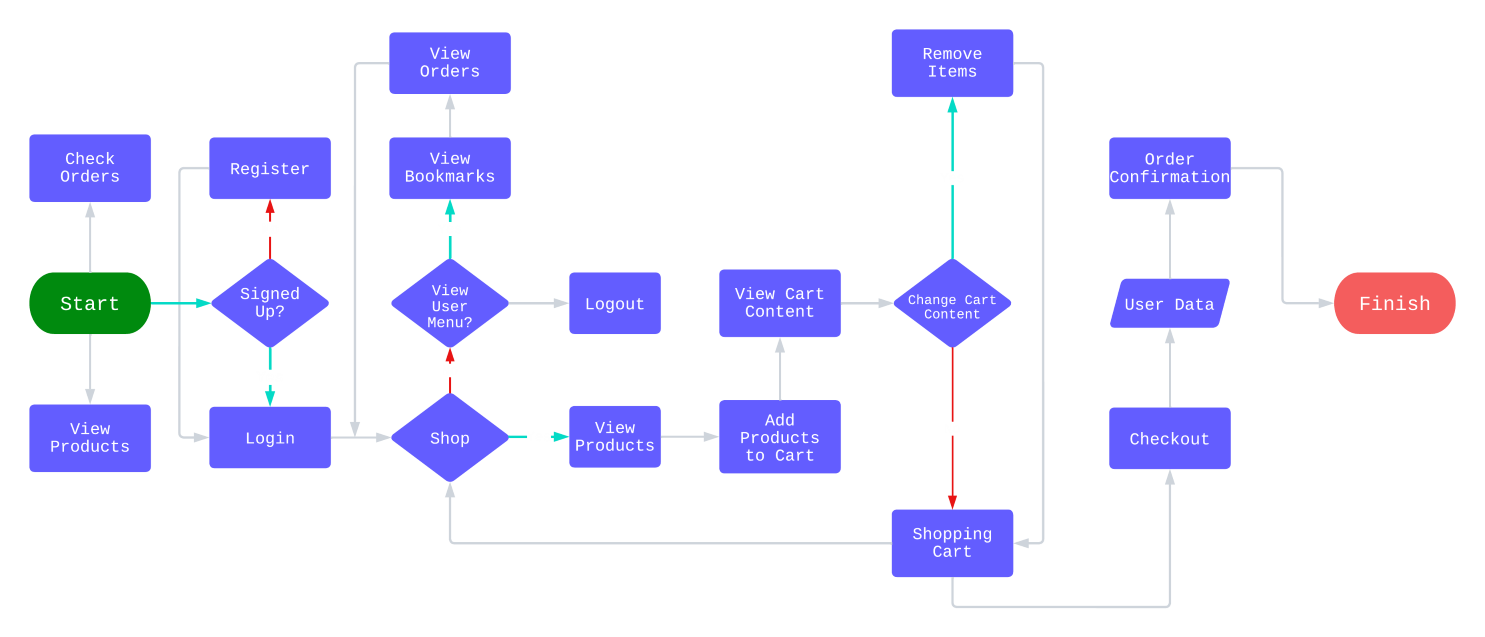 View
Orders
Remove
Items
Check
Orders
Register
View
Bookmarks
Order
Confirmation
Start
Signed
Up?
View
User
Menu?
Logout
View Cart
Content
Change Cart
Content
User Data
Finish
View
Products
Login
Shop
View
Products
Add
Products
to Cart
Checkout
Shopping
Cart